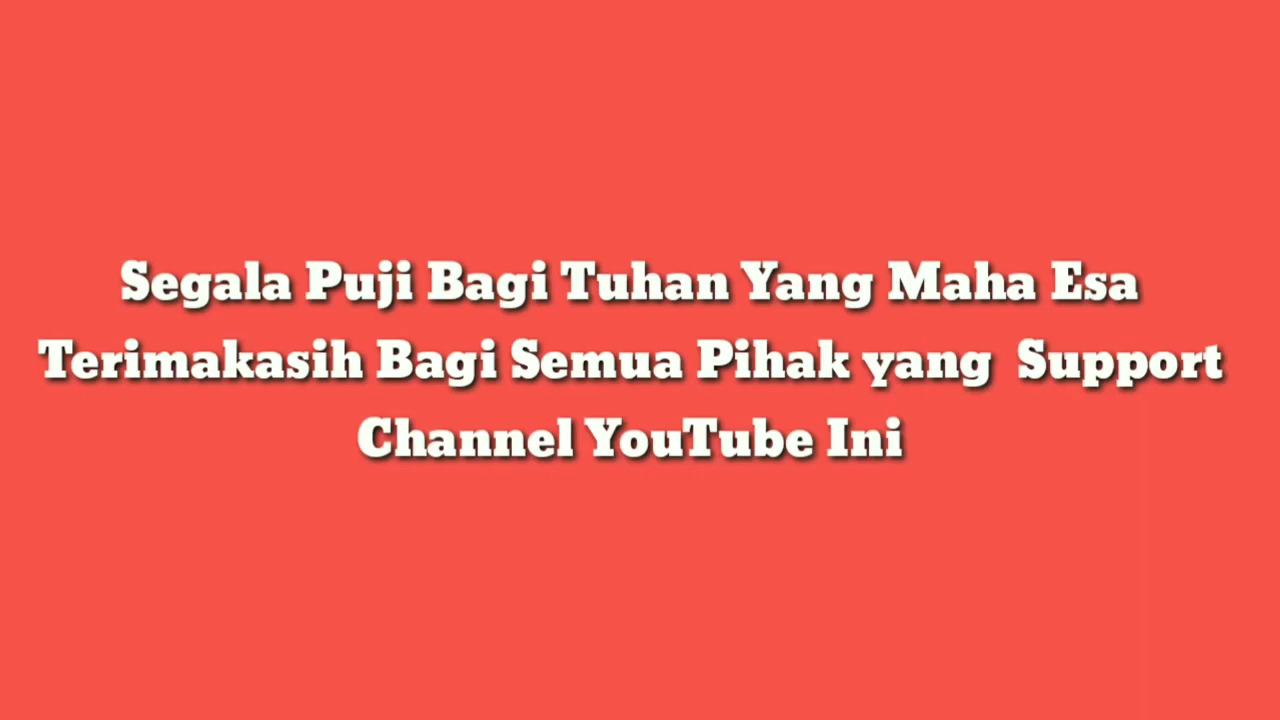 Segala Puji Bagi Tuhan Yang Maha Esa
Terimakasih Bagi Semua Pihak yang  Support
Channel YouTube Ini